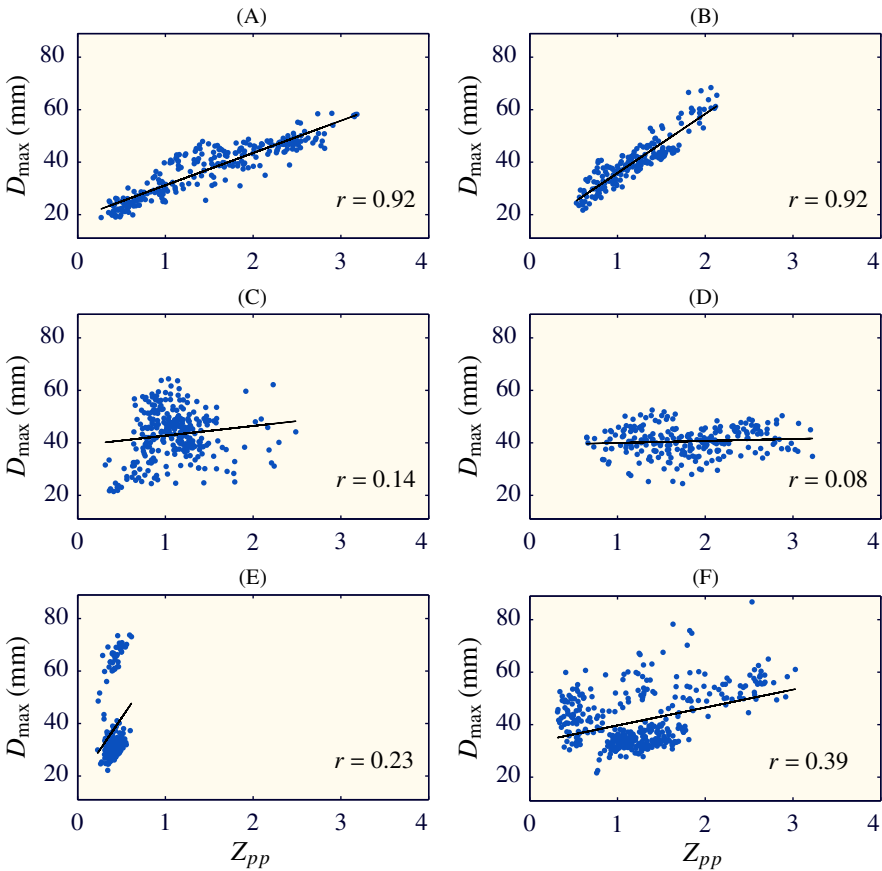 (A)
80
60
40
20
D_max (mm)
r = 0.92
0 1 2 3 4
(B)
80
60
40
20
D_max (mm)
r = 0.92
0 1 2 3 4
(C)
80
60
40
20
D_max (mm)
r = 0.14
0 1 2 3 4
(D)
80
60
40
20
D_max (mm)
r = 0.08
0 1 2 3 4
(E)
80
60
40
20
D_max (mm)
r = 0.23
0 1 2 3 4
Z_pp
(F)
80
60
40
20
D_max (mm)
r = 0.39
0 1 2 3 4
Z_pp